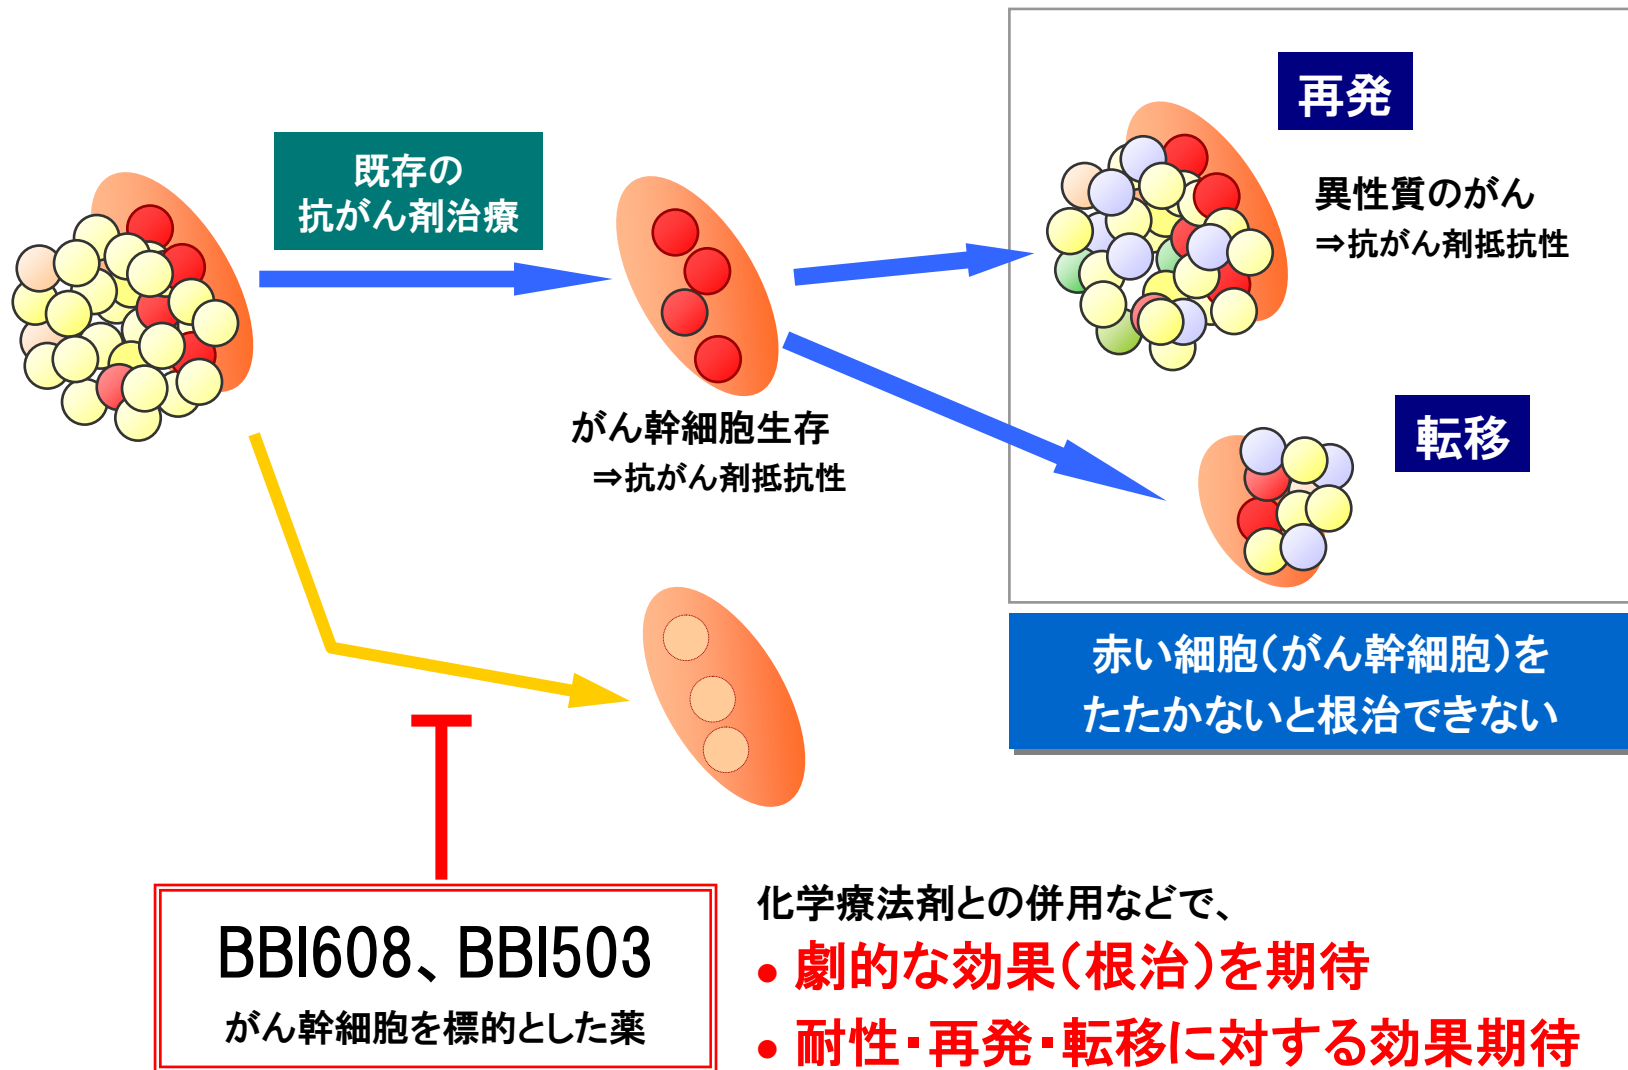 再発
既存の
抗がん剤治療
異性質のがん
⇒抗がん剤抵抗性
がん幹細胞生存
⇒抗がん剤抵抗性
転移
赤い細胞（がん幹細胞）を
たたかないと根治できない
BBI608、BBI503
がん幹細胞を標的とした薬
化学療法剤との併用などで、
● 劇的な効果（根治）を期待
● 耐性・再発・転移に対する効果期待